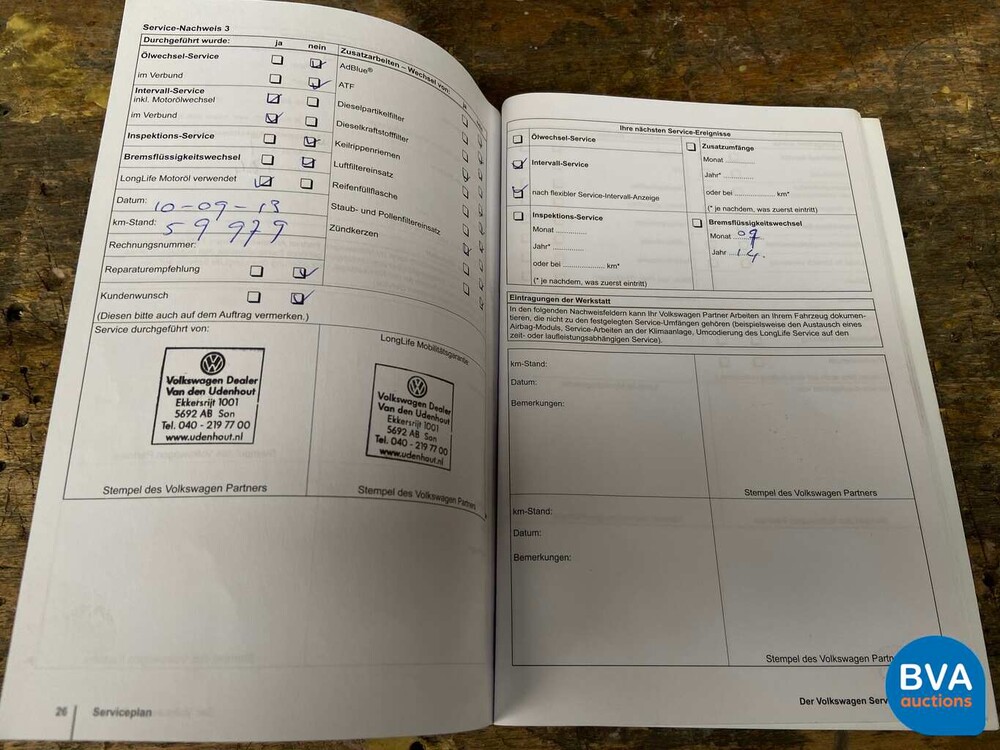 Service-Nachweis 3
Durchgeführt wurde: ja nein
Ölwechsel-Service
im Verbund
Intervall-Service
inkl. Motorölwechsel
im Verbund
Inspektions-Service
Bremsflüssigkeitswechsel
LongLife Motoröl verwendet
Datum: 10-09-13
km-Stand: 59979
Rechnungsnummer:
Reparaturempfehlung
Kundenwunsch
(Diesen bitte auch auf dem Auftrag vermerken.)
Zusatzarbeiten – Wechsel von:
AdBlue®
ATF
Dieselpartikelfilter
Dieselkraftstofffilter
Keilrippenriemen
Luftfiltereinsatz
Reifenfüllflasche
Staub- und Pollenfiltereinsatz
Zündkerzen
Service durchgeführt von:
Volkswagen Dealer
Van den Udenhout
Ekkersrijt 1001
5692 AB Son
Tel. 040 - 219 77 00
www.udenhout.nl
Stempel des Volkswagen Partners
LongLife Mobilitätsgarantie
Volkswagen Dealer
Van den Udenhout
Ekkersrijt 1001
5692 AB Son
Tel. 040 - 219 77 00
www.udenhout.nl
Stempel des Volkswagen Partners
26 Serviceplan
Ihre nächsten Service-Ereignisse
Ölwechsel-Service
Intervall-Service
nach flexibler Service-Intervall-Anzeige
Inspektions-Service
Monat ............
Jahr* ............
oder bei ................ km*
(* je nachdem, was zuerst eintritt)
Zusatzumfänge
Monat ............
Jahr* ............
oder bei ................ km*
(* je nachdem, was zuerst eintritt)
Bremsflüssigkeitswechsel
Monat 09
Jahr 14.
Eintragungen der Werkstatt
In den folgenden Nachweisfeldern kann Ihr Volkswagen Partner Arbeiten an Ihrem Fahrzeug dokumen-
tieren, die nicht zu den festgelegten Service-Umfängen gehören (beispielsweise den Austausch eines
Airbag-Moduls, Service-Arbeiten an der Klimaanlage, Umcodierung des LongLife Service auf den
zeit- oder laufleistungsabhängigen Service).
km-Stand:
Datum:
Bemerkungen:
Stempel des Volkswagen Partners
km-Stand:
Datum:
Bemerkungen:
Stempel des Volkswagen Partn
Der Volkswagen Serv
BVA
auctions